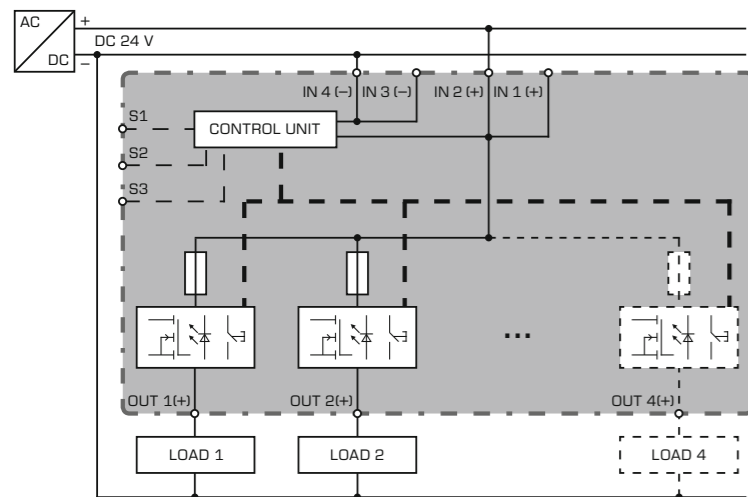 AC
+
DC 24 V
DC
–
IN 4 (–) IN 3 (–) IN 2 (+) IN 1 (+)
S1
CONTROL UNIT
S2
S3
...
OUT 1(+) OUT 2(+) OUT 4(+)
LOAD 1 LOAD 2 LOAD 4